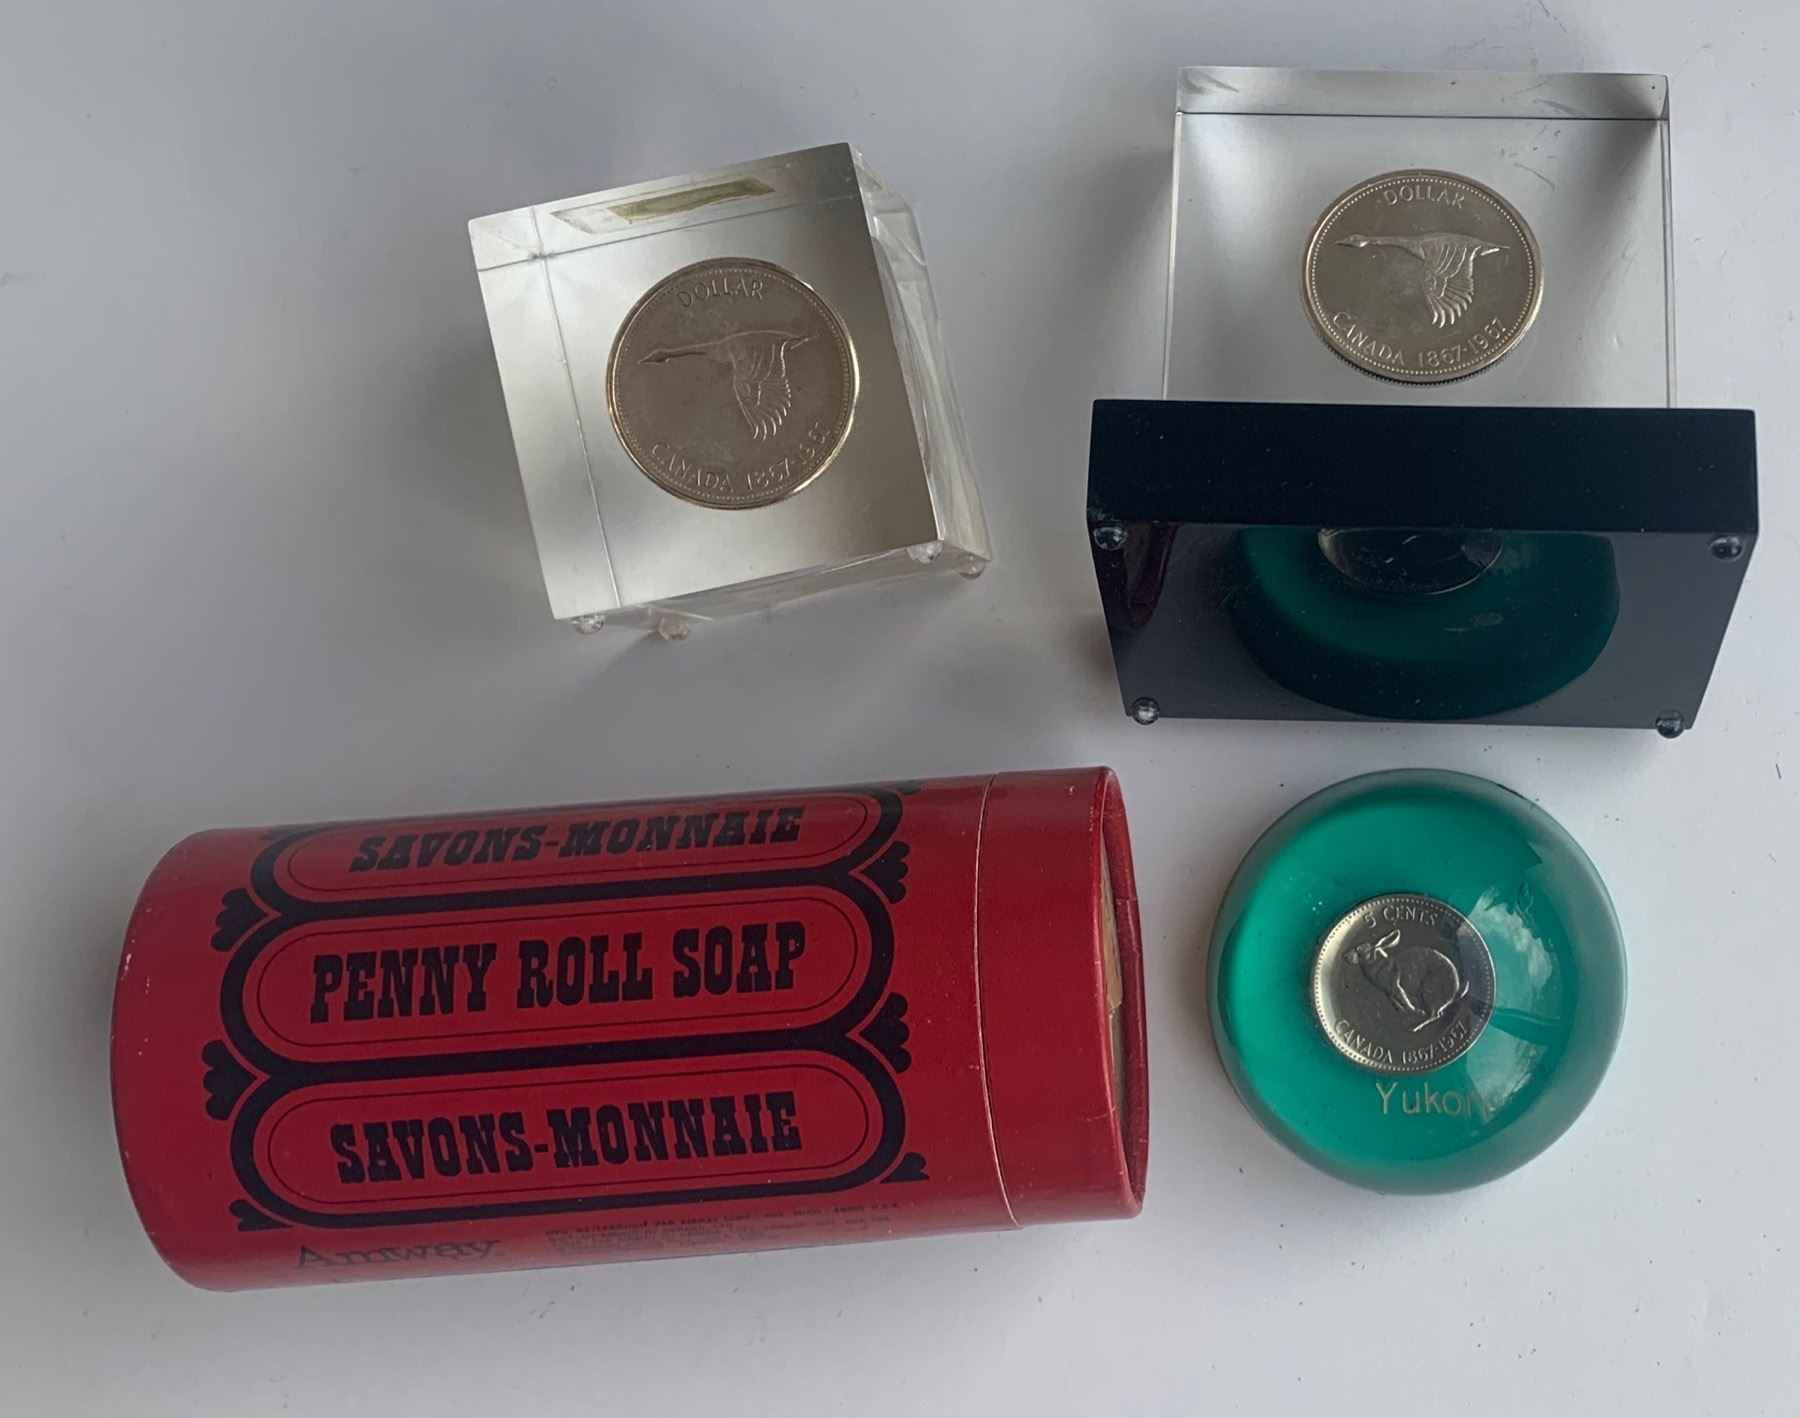 DOLLAR
CANADA 1867-1967
DOLLAR
CANADA 1867-1967
SAVONS-MONNAIE
PENNY ROLL SOAP
SAVONS-MONNAIE
Amway
5 CENTS
CANADA 1867-1967
Yukon